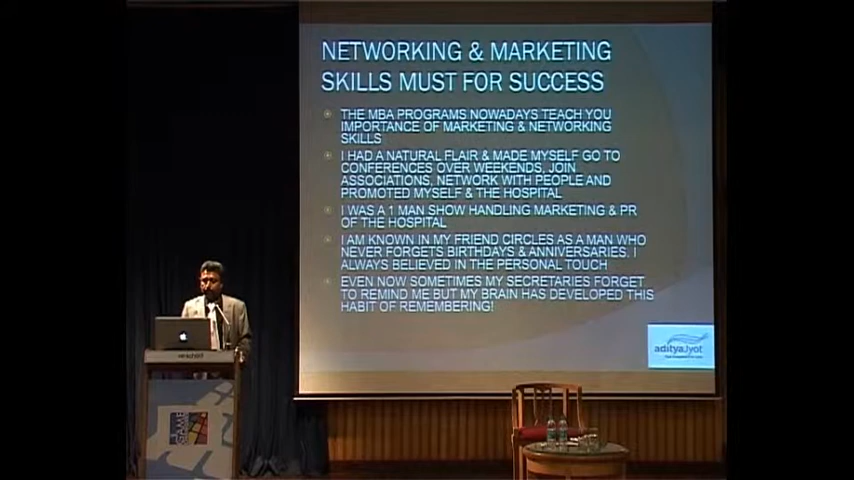 NETWORKING & MARKETING
SKILLS MUST FOR SUCCESS
THE MBA PROGRAMS NOWADAYS TEACH YOU
IMPORTANCE OF MARKETING & NETWORKING
SKILLS
I HAD A NATURAL FLAIR & MADE MYSELF GO TO
CONFERENCES OVER WEEKENDS, JOIN
ASSOCIATIONS, NETWORK WITH PEOPLE AND
PROMOTED MYSELF & THE HOSPITAL
I WAS A 1 MAN SHOW HANDLING MARKETING & PR
OF THE HOSPITAL
I AM KNOWN IN MY FRIEND CIRCLES AS A MAN WHO
NEVER FORGETS BIRTHDAYS & ANNIVERSARIES. I
ALWAYS BELIEVED IN THE PERSONAL TOUCH
EVEN NOW SOMETIMES MY SECRETARIES FORGET
TO REMIND ME BUT MY BRAIN HAS DEVELOPED THIS
HABIT OF REMEMBERING!
adityaJyot